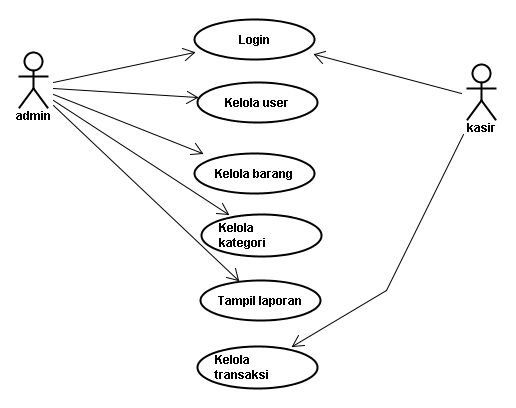 Login
admin
Kelola user
kasir
Kelola barang
Kelola
kategori
Tampil laporan
Kelola
transaksi